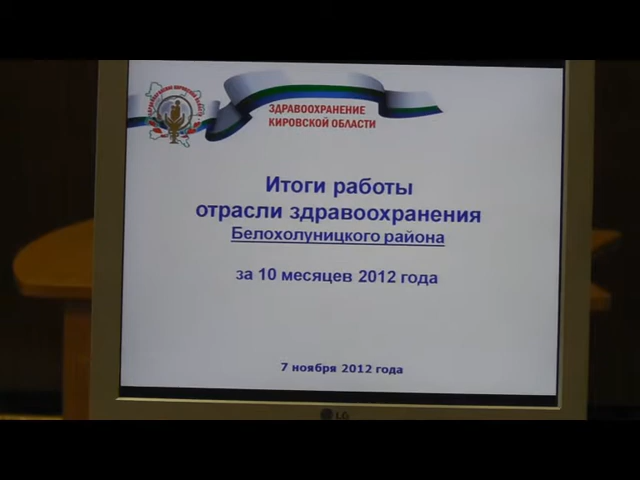 ЗДРАВООХРАНЕНИЕ
КИРОВСКОЙ ОБЛАСТИ
Итоги работы
отрасли здравоохранения
Белохолуницкого района
за 10 месяцев 2012 года
7 ноября 2012 года
LG